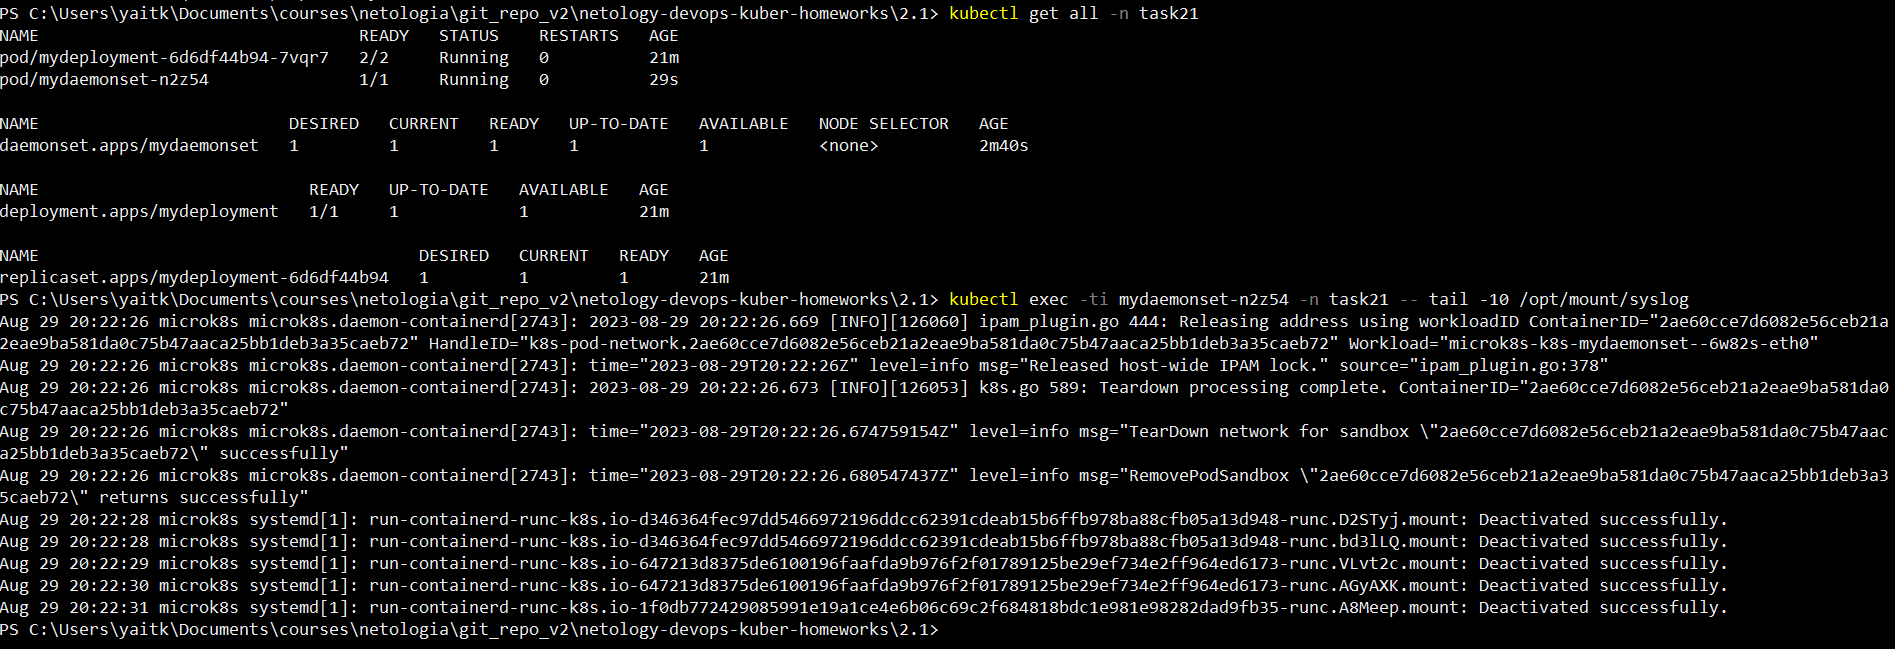 PS C:\Users\yaitk\Documents\courses\netologia\git_repo_v2\netology-devops-kuber-homeworks\2.1> kubectl get all -n task21
NAME                                READY   STATUS    RESTARTS   AGE
pod/mydeployment-6d6df44b94-7vqr7   2/2     Running   0          21m
pod/mydaemonset-n2z54               1/1     Running   0          29s

NAME                         DESIRED   CURRENT   READY   UP-TO-DATE   AVAILABLE   NODE SELECTOR   AGE
daemonset.apps/mydaemonset   1         1         1       1            1           <none>          2m40s

NAME                           READY   UP-TO-DATE   AVAILABLE   AGE
deployment.apps/mydeployment   1/1     1            1           21m

NAME                                      DESIRED   CURRENT   READY   AGE
replicaset.apps/mydeployment-6d6df44b94   1         1         1       21m
PS C:\Users\yaitk\Documents\courses\netologia\git_repo_v2\netology-devops-kuber-homeworks\2.1> kubectl exec -ti mydaemonset-n2z54 -n task21 -- tail -10 /opt/mount/syslog
Aug 29 20:22:26 microk8s microk8s.daemon-containerd[2743]: 2023-08-29 20:22:26.669 [INFO][126060] ipam_plugin.go 444: Releasing address using workloadID ContainerID="2ae60cce7d6082e56ceb21a
2eae9ba581da0c75b47aaca25bb1deb3a35caeb72" HandleID="k8s-pod-network.2ae60cce7d6082e56ceb21a2eae9ba581da0c75b47aaca25bb1deb3a35caeb72" Workload="microk8s-k8s-mydaemonset--6w82s-eth0"
Aug 29 20:22:26 microk8s microk8s.daemon-containerd[2743]: time="2023-08-29T20:22:26Z" level=info msg="Released host-wide IPAM lock." source="ipam_plugin.go:378"
Aug 29 20:22:26 microk8s microk8s.daemon-containerd[2743]: 2023-08-29 20:22:26.673 [INFO][126053] k8s.go 589: Teardown processing complete. ContainerID="2ae60cce7d6082e56ceb21a2eae9ba581da0
c75b47aaca25bb1deb3a35caeb72"
Aug 29 20:22:26 microk8s microk8s.daemon-containerd[2743]: time="2023-08-29T20:22:26.674759154Z" level=info msg="TearDown network for sandbox \"2ae60cce7d6082e56ceb21a2eae9ba581da0c75b47aac
a25bb1deb3a35caeb72\" successfully"
Aug 29 20:22:26 microk8s microk8s.daemon-containerd[2743]: time="2023-08-29T20:22:26.680547437Z" level=info msg="RemovePodSandbox \"2ae60cce7d6082e56ceb21a2eae9ba581da0c75b47aaca25bb1deb3a3
5caeb72\" returns successfully"
Aug 29 20:22:28 microk8s systemd[1]: run-containerd-runc-k8s.io-d346364fec97dd5466972196ddcc62391cdeab15b6ffb978ba88cfb05a13d948-runc.D2STyj.mount: Deactivated successfully.
Aug 29 20:22:28 microk8s systemd[1]: run-containerd-runc-k8s.io-d346364fec97dd5466972196ddcc62391cdeab15b6ffb978ba88cfb05a13d948-runc.bd3lLQ.mount: Deactivated successfully.
Aug 29 20:22:29 microk8s systemd[1]: run-containerd-runc-k8s.io-647213d8375de6100196faafda9b976f2f01789125be29ef734e2ff964ed6173-runc.VLvt2c.mount: Deactivated successfully.
Aug 29 20:22:30 microk8s systemd[1]: run-containerd-runc-k8s.io-647213d8375de6100196faafda9b976f2f01789125be29ef734e2ff964ed6173-runc.AGyAXK.mount: Deactivated successfully.
Aug 29 20:22:31 microk8s systemd[1]: run-containerd-runc-k8s.io-1f0db772429085991e19a1ce4e6b06c69c2f684818bdc1e981e98282dad9fb35-runc.A8Meep.mount: Deactivated successfully.
PS C:\Users\yaitk\Documents\courses\netologia\git_repo_v2\netology-devops-kuber-homeworks\2.1>